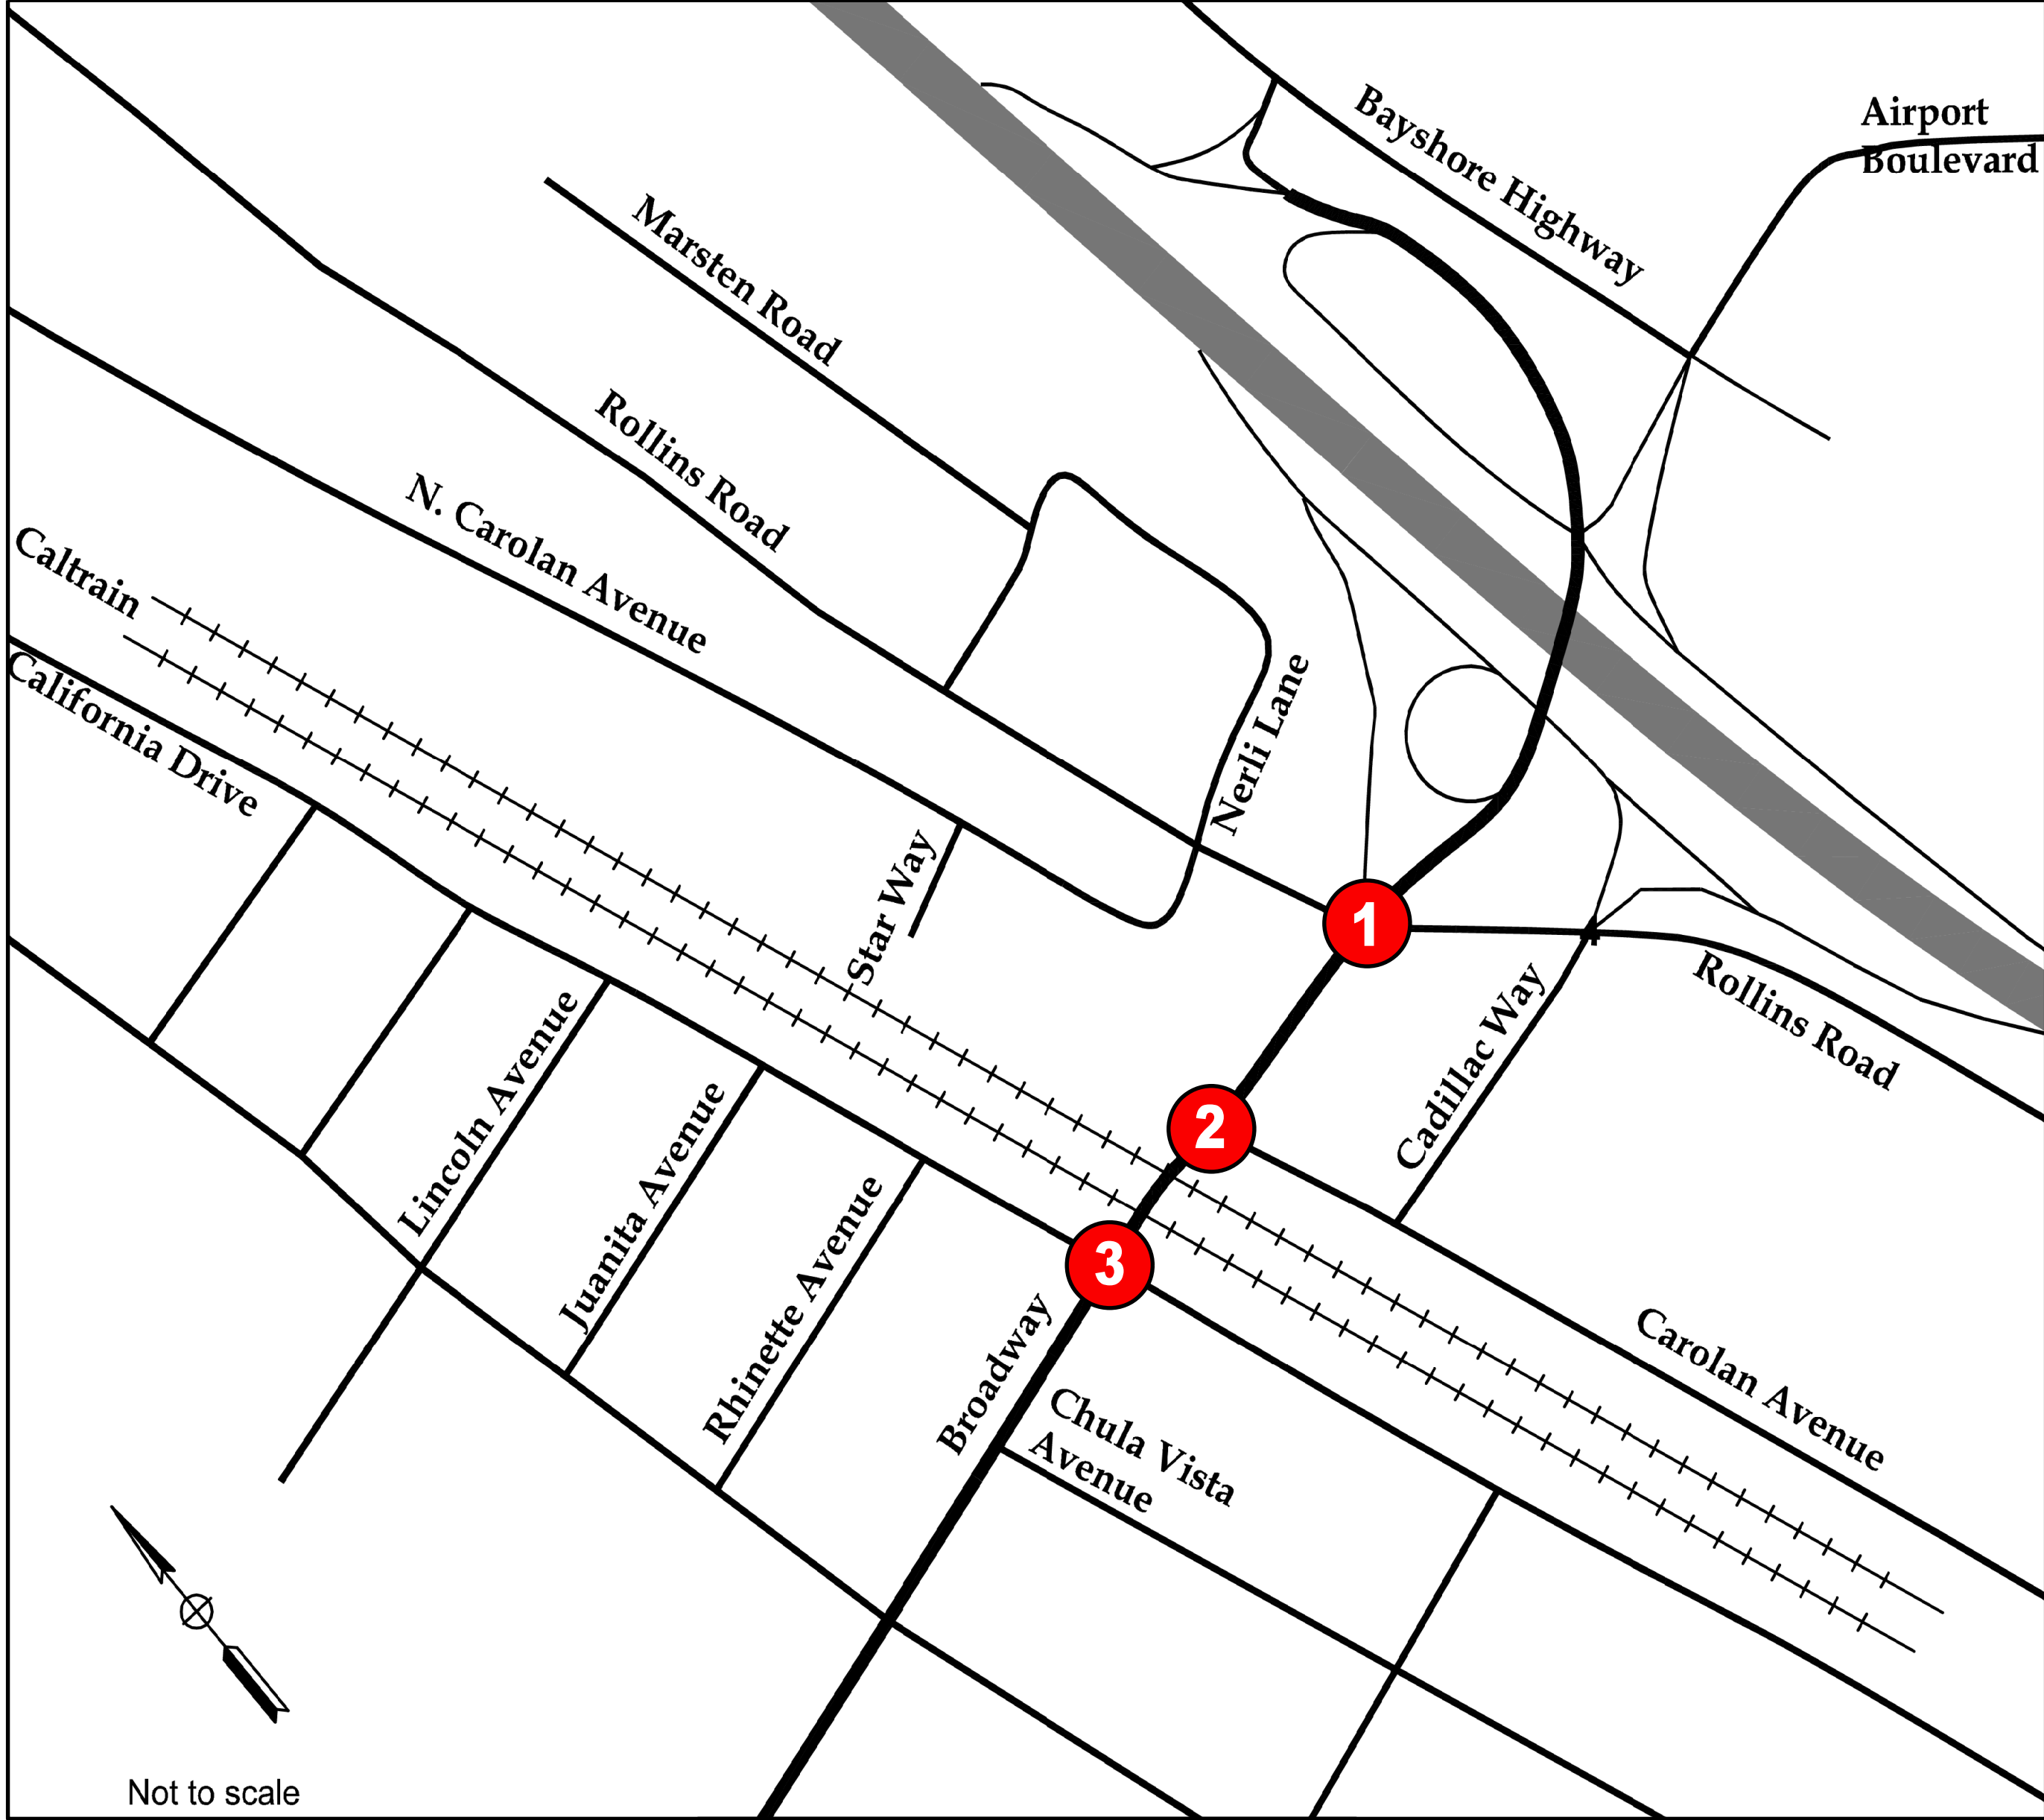 Airport
Boulevard
Bayshore Highway
Marsten Road
Rollins Road
N. Carolan Avenue
Caltrain
California Drive
Nerli Lane
Star Way
1
Rollins Road
Cadillac Way
2
Lincoln Avenue
Juanita Avenue
Rhinette Avenue
3
Broadway
Chula Vista
Avenue
Carolan Avenue
Not to scale